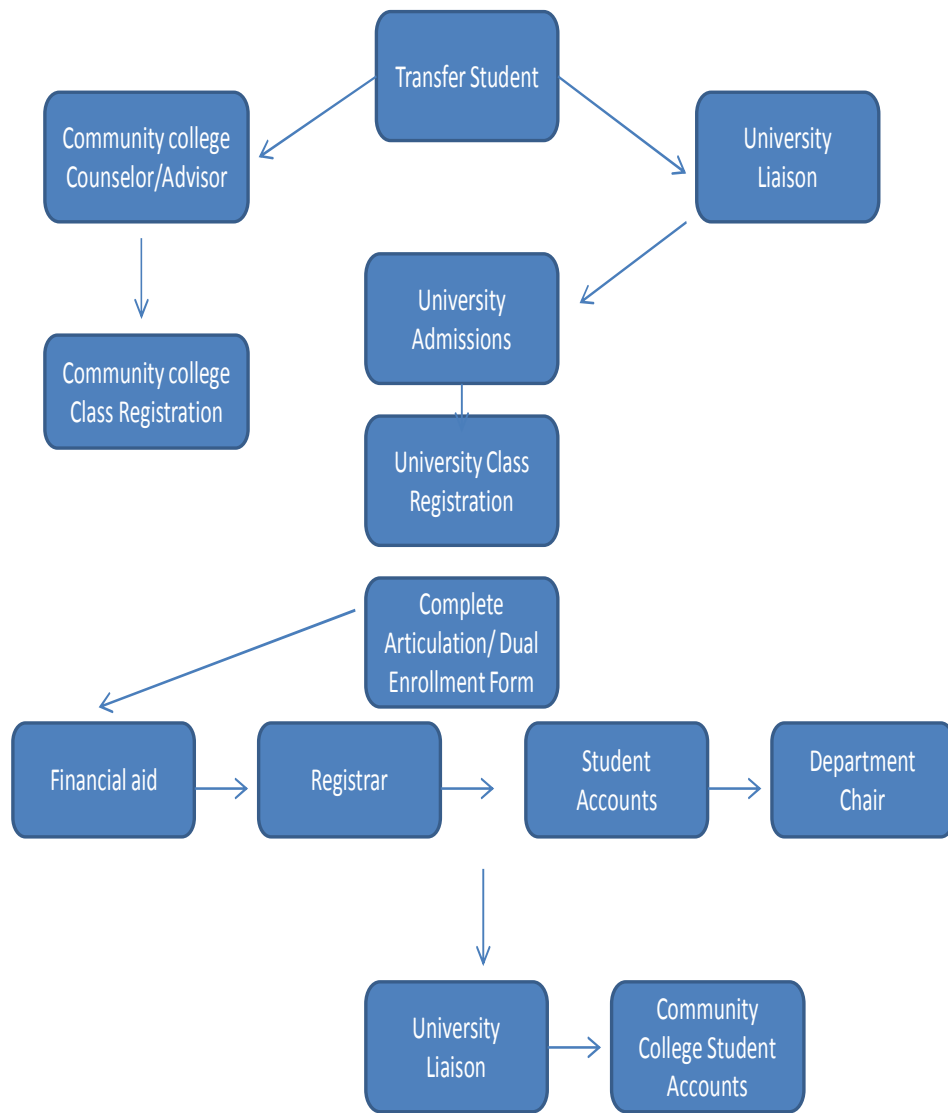 Transfer Student
Community college
Counselor/Advisor
University
Liaison
University
Admissions
Community college
Class Registration
University Class
Registration
Complete
Articulation/ Dual
Enrollment Form
Financial aid
Registrar
Student
Accounts
Department
Chair
University
Liaison
Community
College Student
Accounts